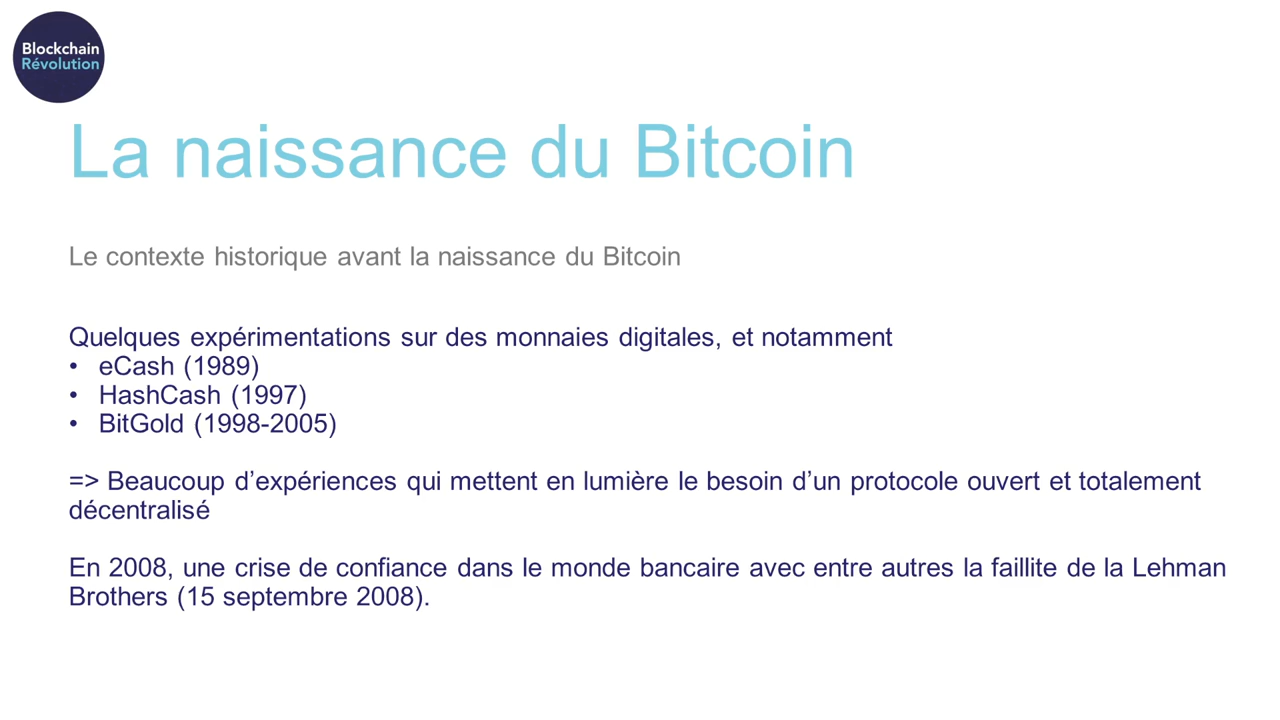 Blockchain
Révolution
La naissance du Bitcoin
Le contexte historique avant la naissance du Bitcoin
Quelques expérimentations sur des monnaies digitales, et notamment
• eCash (1989)
• HashCash (1997)
• BitGold (1998-2005)
=> Beaucoup d’expériences qui mettent en lumière le besoin d’un protocole ouvert et totalement
décentralisé
En 2008, une crise de confiance dans le monde bancaire avec entre autres la faillite de la Lehman
Brothers (15 septembre 2008).